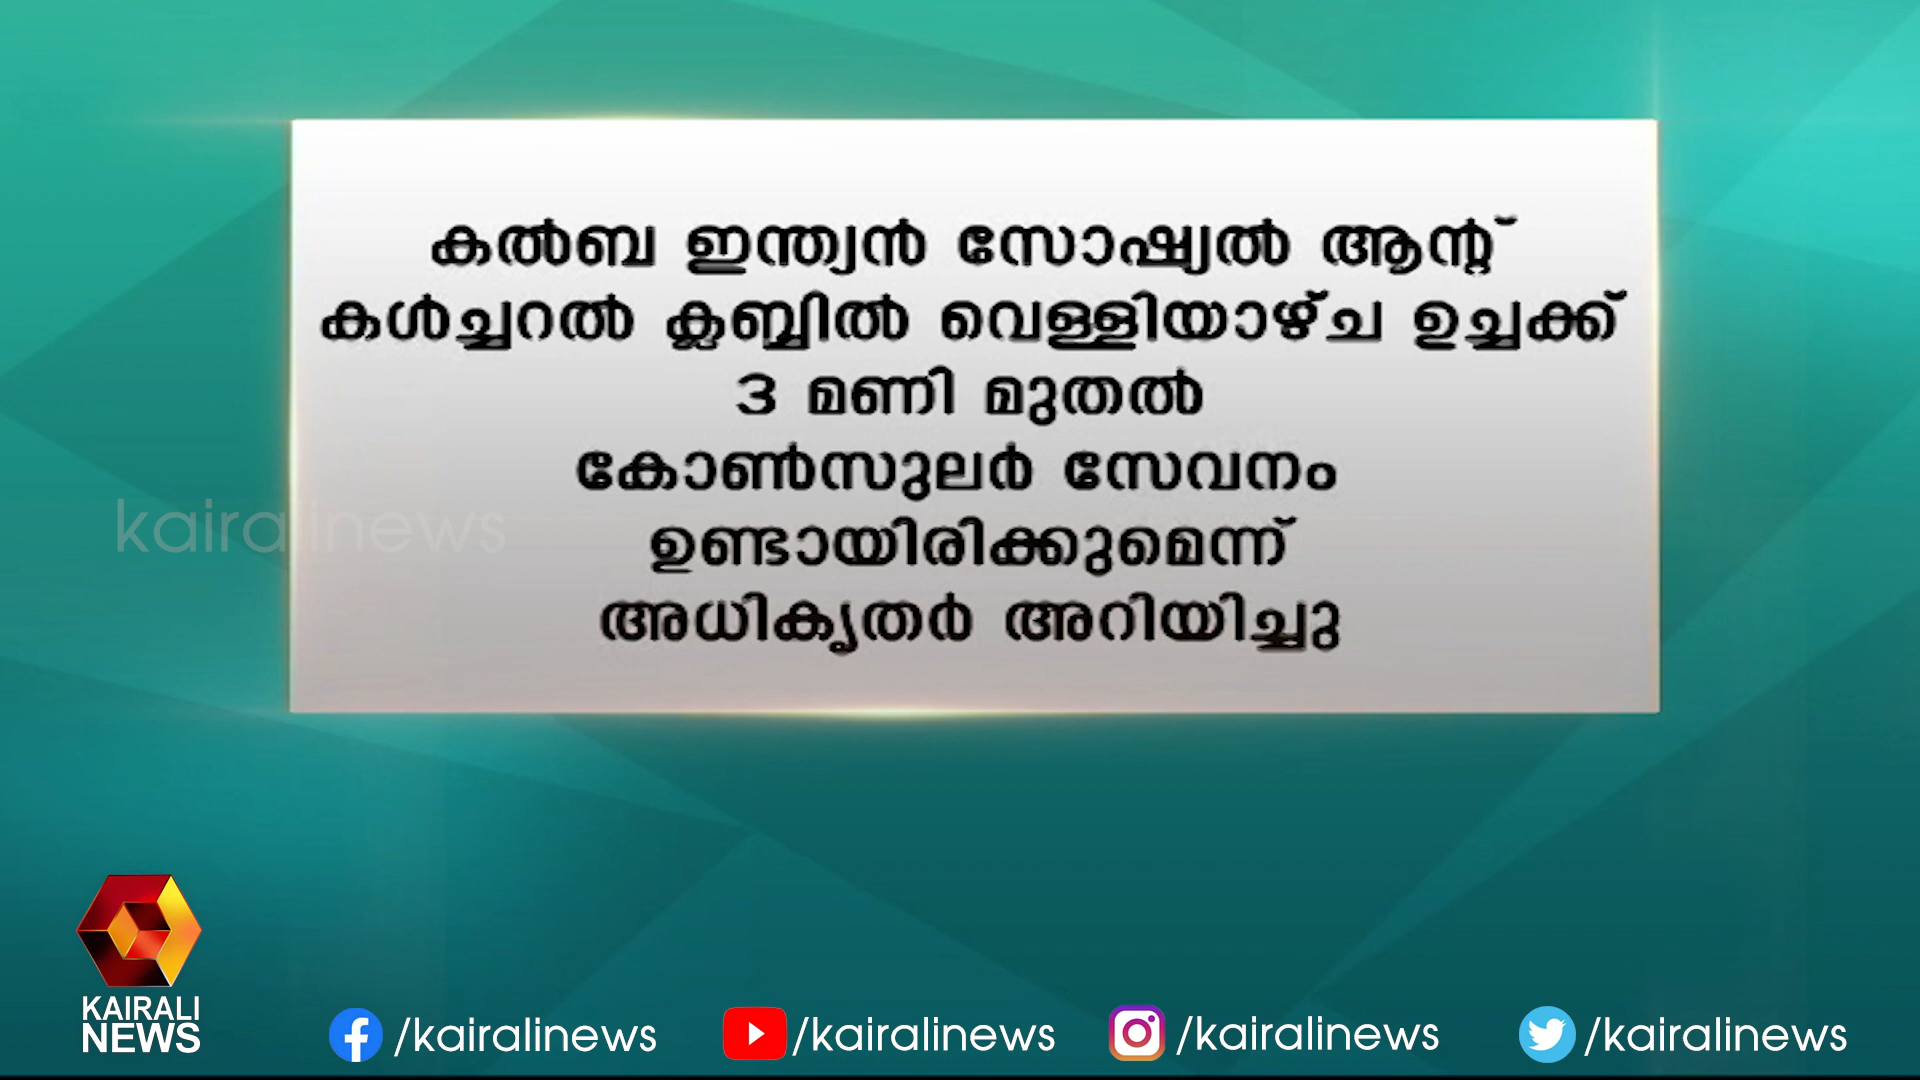 കൽബ ഇന്ത്യൻ സോഷ്യൽ ആന്റ്
കൾച്ചറൽ ക്ലബ്ബിൽ വെള്ളിയാഴ്ച ഉച്ചക്ക്
3 മണി മുതൽ
കോൺസുലർ സേവനം
ഉണ്ടായിരിക്കുമെന്ന്
അധികൃതർ അറിയിച്ചു
kairalinews
KAIRALI
NEWS
/kairalinews /kairalinews /kairalinews /kairalinews